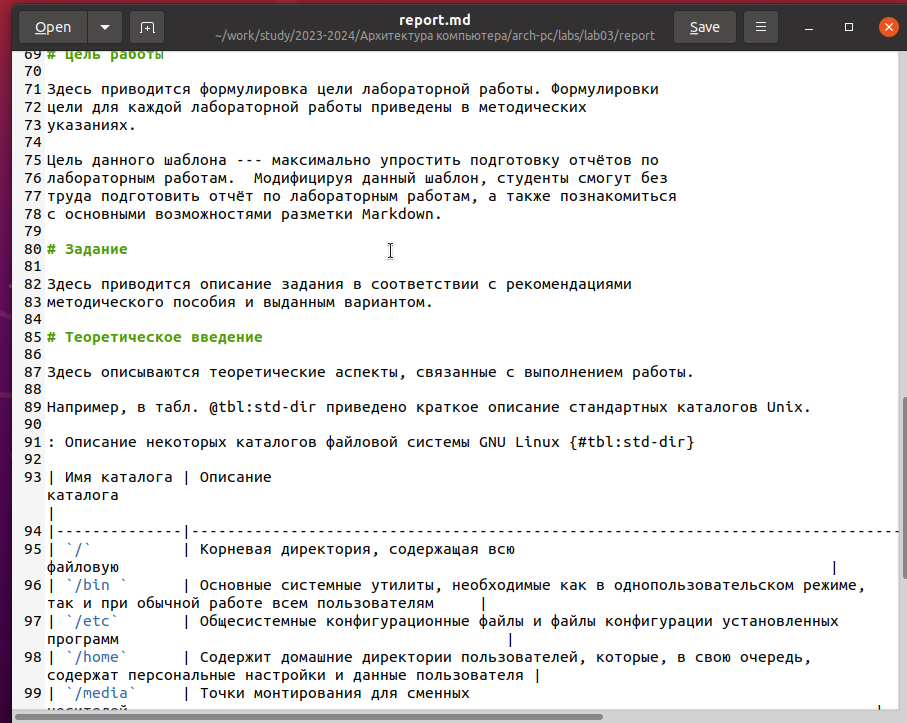 Open
report.md
~/work/study/2023-2024/Архитектура компьютера/arch-pc/labs/lab03/report
Save
69 # Цель работы
70
71 Здесь приводится формулировка цели лабораторной работы. Формулировки
72 цели для каждой лабораторной работы приведены в методических
73 указаниях.
74
75 Цель данного шаблона --- максимально упростить подготовку отчётов по
76 лабораторным работам.  Модифицируя данный шаблон, студенты смогут без
77 труда подготовить отчёт по лабораторным работам, а также познакомиться
78 с основными возможностями разметки Markdown.
79
80 # Задание
81
82 Здесь приводится описание задания в соответствии с рекомендациями
83 методического пособия и выданным вариантом.
84
85 # Теоретическое введение
86
87 Здесь описываются теоретические аспекты, связанные с выполнением работы.
88
89 Например, в табл. @tbl:std-dir приведено краткое описание стандартных каталогов Unix.
90
91 : Описание некоторых каталогов файловой системы GNU Linux {#tbl:std-dir}
92
93 | Имя каталога | Описание
каталога
|
94 |--------------|-------------------------------------------------------------------------------
95 | `/`          | Корневая директория, содержащая всю
файловую |
96 | `/bin `      | Основные системные утилиты, необходимые как в однопользовательском режиме,
так и при обычной работе всем пользователям |
97 | `/etc`       | Общесистемные конфигурационные файлы и файлы конфигурации установленных
программ |
98 | `/home`      | Содержит домашние директории пользователей, которые, в свою очередь,
содержат персональные настройки и данные пользователя |
99 | `/media`     | Точки монтирования для сменных
носителей |